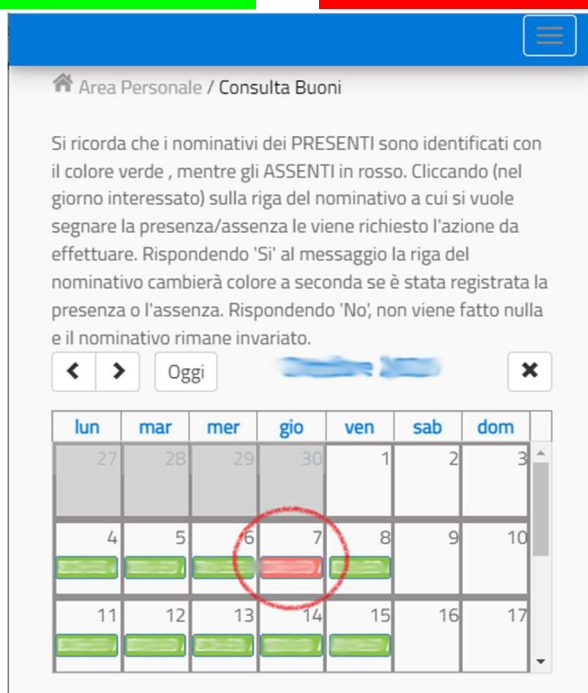 Area Personale / Consulta Buoni
Si ricorda che i nominativi dei PRESENTI sono identificati con
il colore verde , mentre gli ASSENTI in rosso. Cliccando (nel
giorno interessato) sulla riga del nominativo a cui si vuole
segnare la presenza/assenza le viene richiesto l'azione da
effettuare. Rispondendo 'Si' al messaggio la riga del
nominativo cambierà colore a seconda se è stata registrata la
presenza o l'assenza. Rispondendo 'No', non viene fatto nulla
e il nominativo rimane invariato.
Oggi
lun mar mer gio ven sab dom
27 28 29 30 1 2 3
4 5 6 7 8 9 10
11 12 13 14 15 16 17